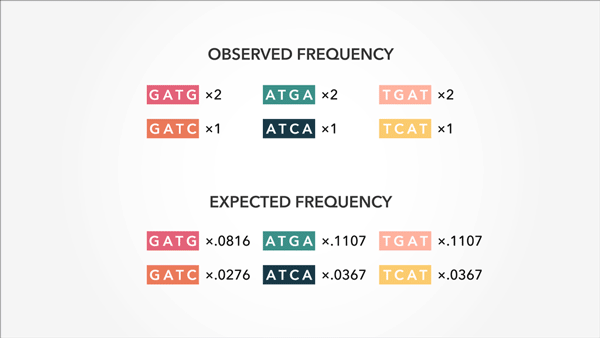 OBSERVED FREQUENCY
GATG ×2 ATGA ×2 TGAT ×2
GATC ×1 ATCA ×1 TCAT ×1
EXPECTED FREQUENCY
GATG ×.0816 ATGA ×.1107 TGAT ×.1107
GATC ×.0276 ATCA ×.0367 TCAT ×.0367